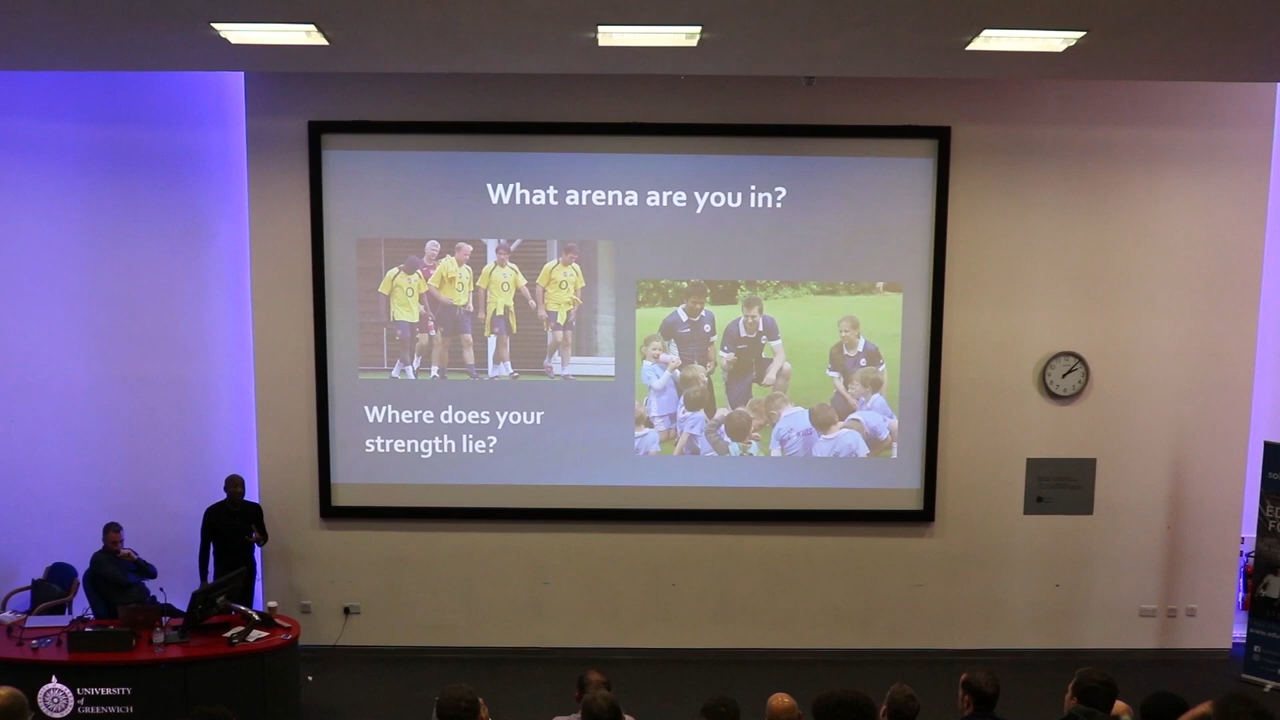 What arena are you in?
Where does your
strength lie?
UNIVERSITY
of
GREENWICH